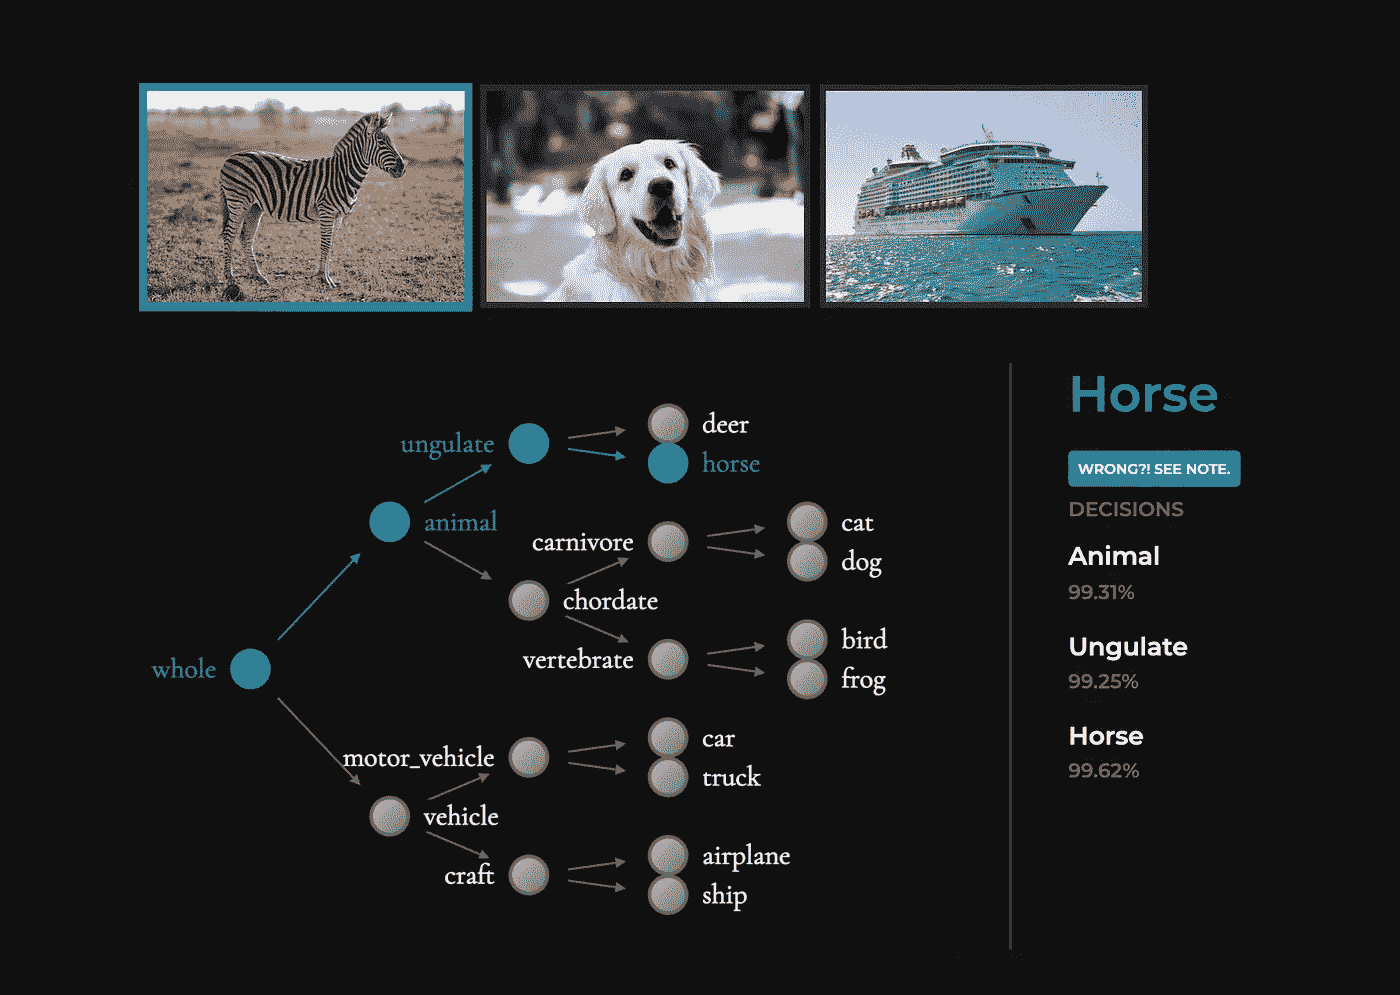 deer
ungulate
horse
animal
cat
carnivore
dog
chordate
bird
vertebrate
frog
whole
car
motor_vehicle
truck
vehicle
airplane
craft
ship
Horse
WRONG?! SEE NOTE.
DECISIONS
Animal
99.31%
Ungulate
99.25%
Horse
99.62%